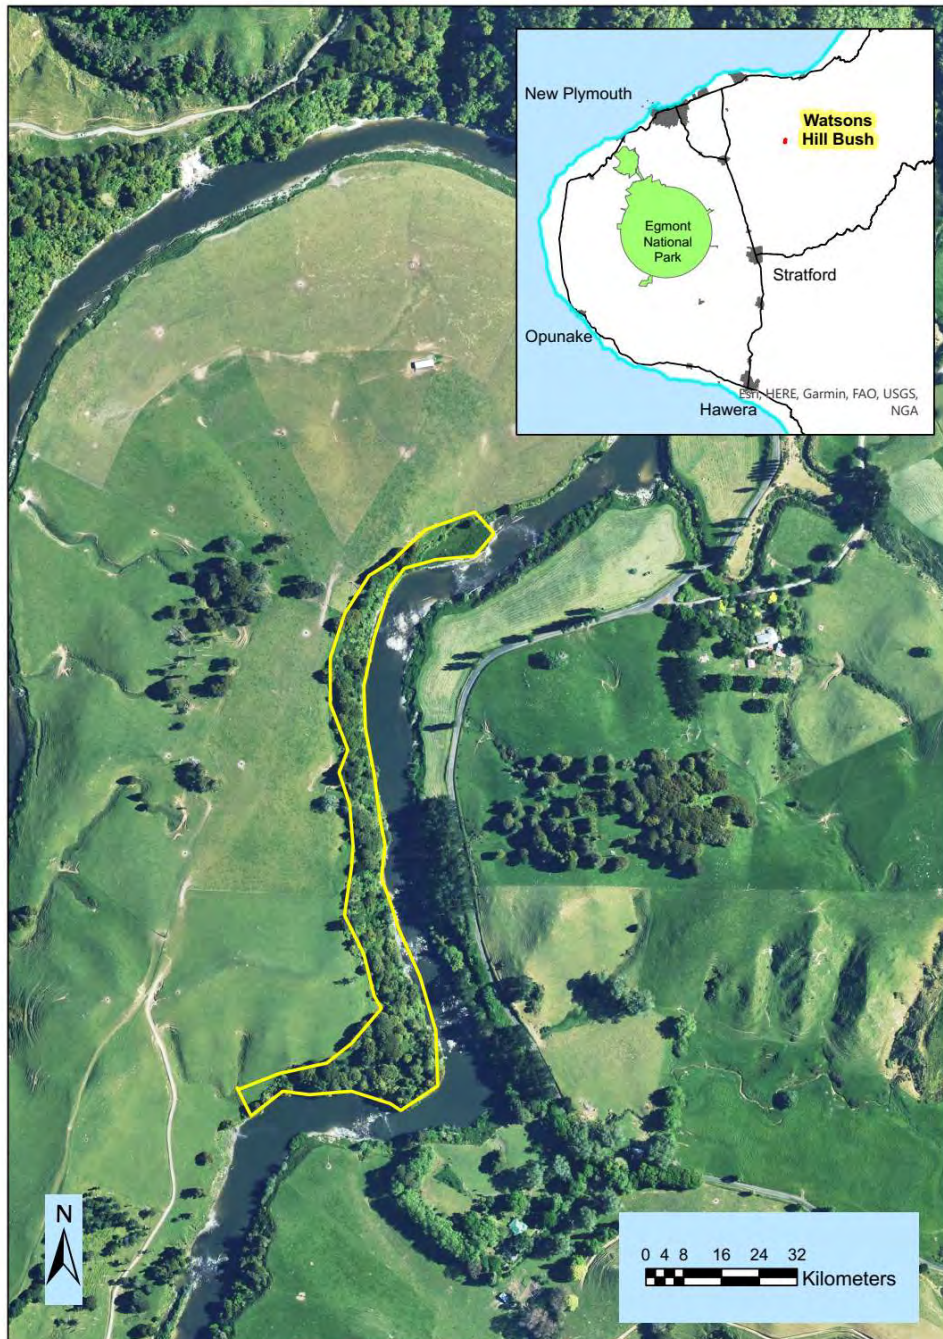 New Plymouth
Watsons
Hill Bush
Egmont
National
Park
Stratford
Opunake
Hawera
Esri, HERE, Garmin, FAO, USGS,
NGA
N
0 4 8 16 24 32
Kilometers